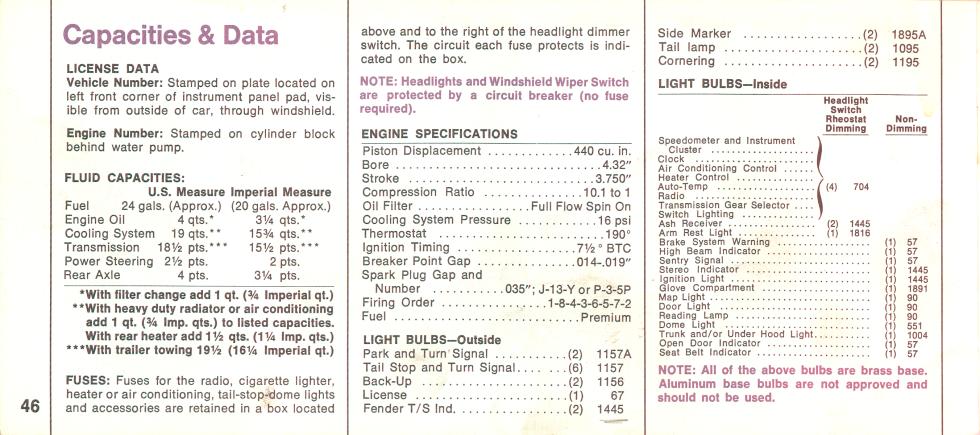 Capacities & Data
LICENSE DATA
Vehicle Number: Stamped on plate located on
left front corner of instrument panel pad, vis-
ible from outside of car, through windshield.
Engine Number: Stamped on cylinder block
behind water pump.
FLUID CAPACITIES:
U.S. Measure Imperial Measure
Fuel 24 gals. (Approx.) (20 gals. Approx.)
Engine Oil 4 qts.* 3¼ qts.*
Cooling System 19 qts.** 15¾ qts.**
Transmission 18½ pts.*** 15½ pts.***
Power Steering 2½ pts. 2 pts.
Rear Axle 4 pts. 3¼ pts.
*With filter change add 1 qt. (¾ Imperial qt.)
**With heavy duty radiator or air conditioning
add 1 qt. (¾ Imp. qts.) to listed capacities.
With rear heater add 1½ qts. (1¼ Imp. qts.)
***With trailer towing 19½ (16¼ Imperial qt.)
FUSES: Fuses for the radio, cigarette lighter,
heater or air conditioning, tail-stop-dome lights
and accessories are retained in a box located
46
above and to the right of the headlight dimmer
switch. The circuit each fuse protects is indi-
cated on the box.
NOTE: Headlights and Windshield Wiper Switch
are protected by a circuit breaker (no fuse
required).
ENGINE SPECIFICATIONS
Piston Displacement ............440 cu. in.
Bore ..............................4.32"
Stroke ............................3.750"
Compression Ratio ...............10.1 to 1
Oil Filter .................Full Flow Spin On
Cooling System Pressure ............16 psi
Thermostat ..........................190°
Ignition Timing .................7½° BTC
Breaker Point Gap ...............014-.019"
Spark Plug Gap and
Number ............035"; J-13-Y or P-3-5P
Firing Order ................1-8-4-3-6-5-7-2
Fuel ............................Premium
LIGHT BULBS—Outside
Park and Turn Signal ...........(2) 1157A
Tail Stop and Turn Signal.... ....(6) 1157
Back-Up .....................(2) 1156
License ......................(1) 67
Fender T/S Ind. ................(2) 1445
Side Marker ...................(2) 1895A
Tail lamp ....................(2) 1095
Cornering ....................(2) 1195
LIGHT BULBS—Inside
Headlight
Switch
Rheostat Non-
Dimming Dimming
Speedometer and Instrument
Cluster ..................
Clock ......................
Air Conditioning Control ......
Heater Control ..............
Auto-Temp .................. (4) 704
Radio ......................
Transmission Gear Selector ....
Switch Lighting ..............
Ash Receiver .................... (2) 1445
Arm Rest Light .................. (1) 1816
Brake System Warning .................... (1) 57
High Beam Indicator ..................... (1) 57
Sentry Signal ........................... (1) 57
Stereo Indicator ........................ (1) 1445
Ignition Light .......................... (1) 1445
Glove Compartment ....................... (1) 1891
Map Light ............................... (1) 90
Door Light .............................. (1) 90
Reading Lamp ............................ (1) 90
Dome Light .............................. (1) 551
Trunk and/or Under Hood Light............ (1) 1004
Open Door Indicator ..................... (1) 57
Seat Belt Indicator ..................... (1) 57
NOTE: All of the above bulbs are brass base.
Aluminum base bulbs are not approved and
should not be used.